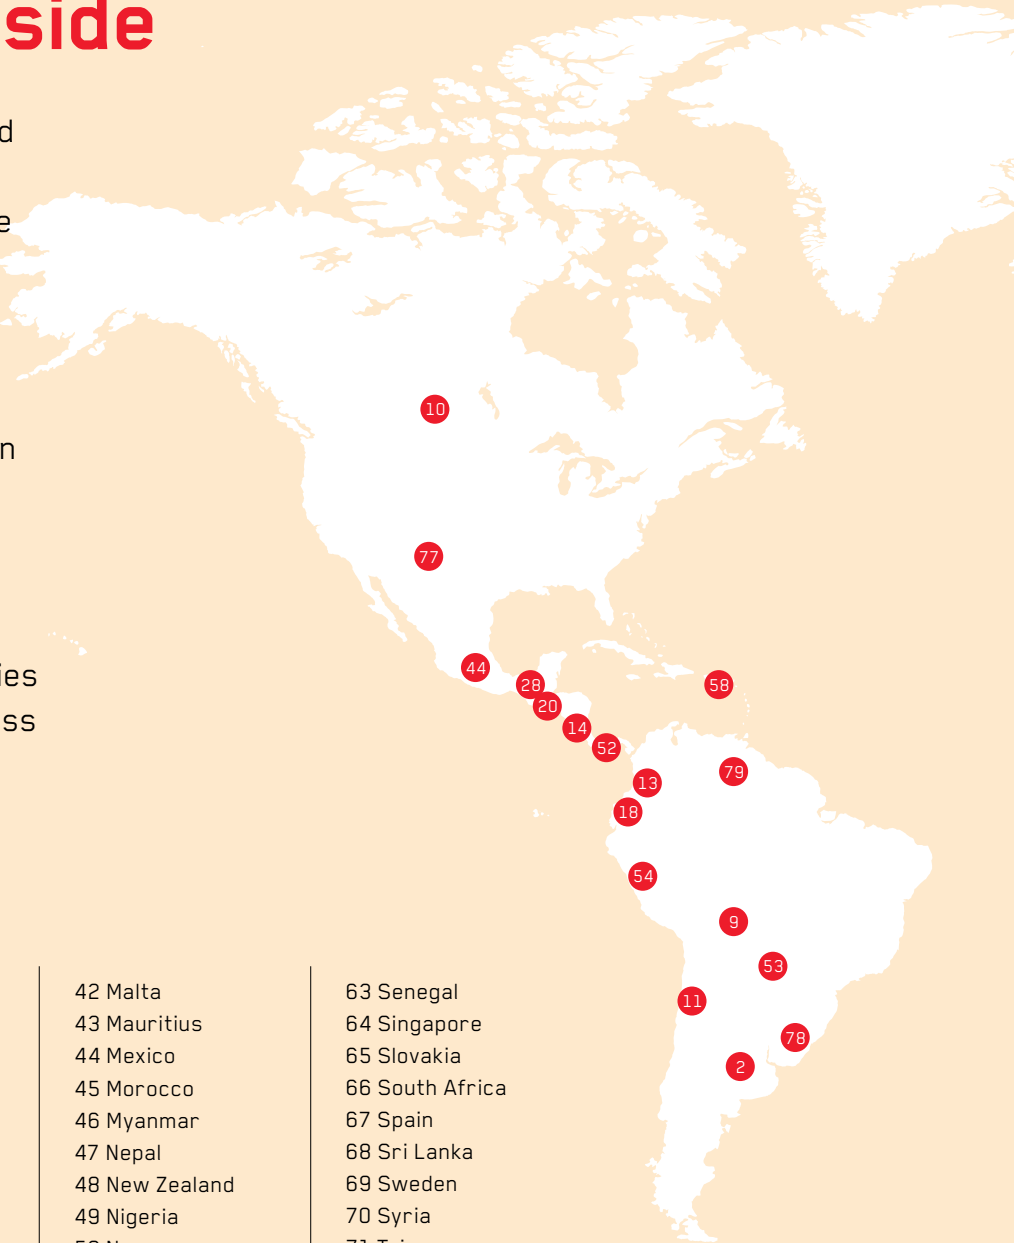 side
d
e
n
ies
ss
10
77
44
28
58
20
14
52
79
13
18
54
9
53
11
78
2
42 Malta
43 Mauritius
44 Mexico
45 Morocco
46 Myanmar
47 Nepal
48 New Zealand
49 Nigeria
63 Senegal
64 Singapore
65 Slovakia
66 South Africa
67 Spain
68 Sri Lanka
69 Sweden
70 Syria